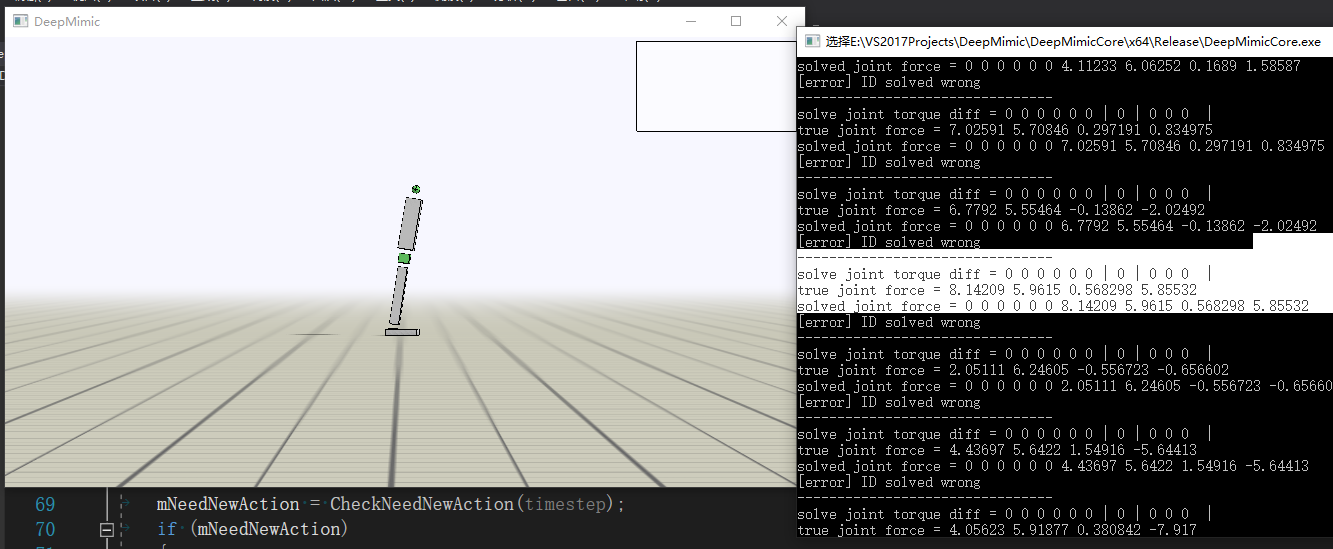 DeepMimic
选择E:\VS2017Projects\DeepMimic\DeepMimicCore\x64\Release\DeepMimicCore.exe
solved joint force = 0 0 0 0 0 0 4.11233 6.06252 0.1689 1.58587
[error] ID solved wrong
--------------------------------
solve joint torque diff = 0 0 0 0 0 0 | 0 | 0 0 0  |
true joint force = 7.02591 5.70846 0.297191 0.834975
solved joint force = 0 0 0 0 0 0 7.02591 5.70846 0.297191 0.834975
[error] ID solved wrong
--------------------------------
solve joint torque diff = 0 0 0 0 0 0 | 0 | 0 0 0  |
true joint force = 6.7792 5.55464 -0.13862 -2.02492
solved joint force = 0 0 0 0 0 0 6.7792 5.55464 -0.13862 -2.02492
[error] ID solved wrong
--------------------------------
solve joint torque diff = 0 0 0 0 0 0 | 0 | 0 0 0  |
true joint force = 8.14209 5.9615 0.568298 5.85532
solved joint force = 0 0 0 0 0 0 8.14209 5.9615 0.568298 5.85532
[error] ID solved wrong
--------------------------------
solve joint torque diff = 0 0 0 0 0 0 | 0 | 0 0 0  |
true joint force = 2.05111 6.24605 -0.556723 -0.656602
solved joint force = 0 0 0 0 0 0 2.05111 6.24605 -0.556723 -0.65660
[error] ID solved wrong
--------------------------------
solve joint torque diff = 0 0 0 0 0 0 | 0 | 0 0 0  |
true joint force = 4.43697 5.6422 1.54916 -5.64413
solved joint force = 0 0 0 0 0 0 4.43697 5.6422 1.54916 -5.64413
[error] ID solved wrong
--------------------------------
solve joint torque diff = 0 0 0 0 0 0 | 0 | 0 0 0  |
true joint force = 4.05623 5.91877 0.380842 -7.917
69 mNeedNewAction = CheckNeedNewAction(timestep);
70 if (mNeedNewAction)